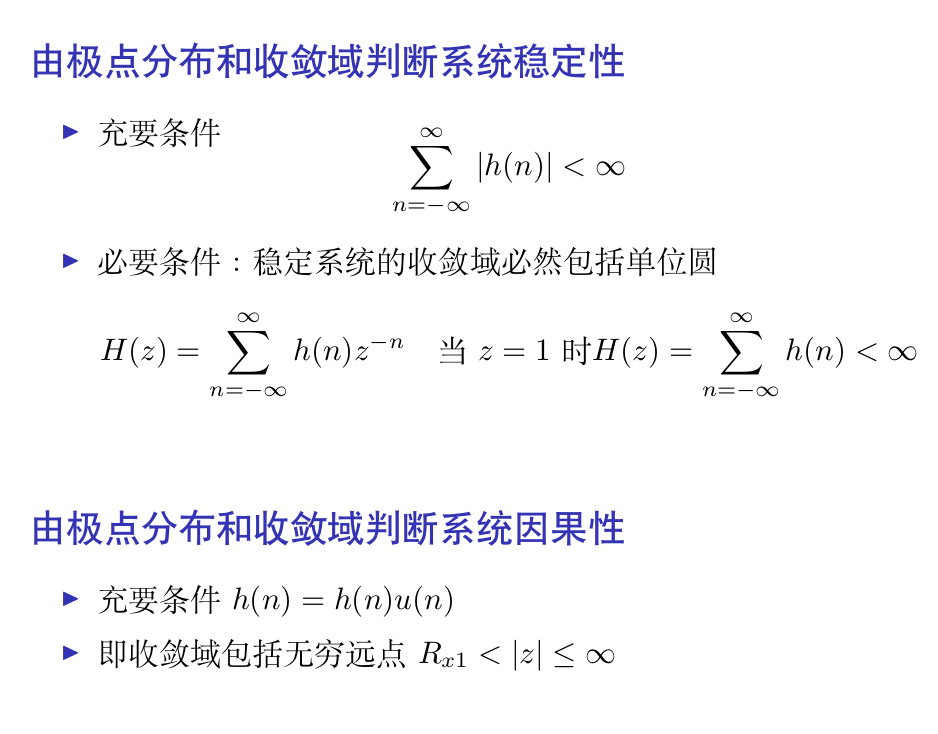 由极点分布和收敛域判断系统稳定性
▶ 充要条件
\sum_{n=-\infty}^{\infty} |h(n)| < \infty
▶ 必要条件：稳定系统的收敛域必然包括单位圆
H(z) = \sum_{n=-\infty}^{\infty} h(n)z^{-n} 当 z = 1 时H(z) = \sum_{n=-\infty}^{\infty} h(n) < \infty
由极点分布和收敛域判断系统因果性
▶ 充要条件 h(n) = h(n)u(n)
▶ 即收敛域包括无穷远点 R_{x1} < |z| ≤ ∞